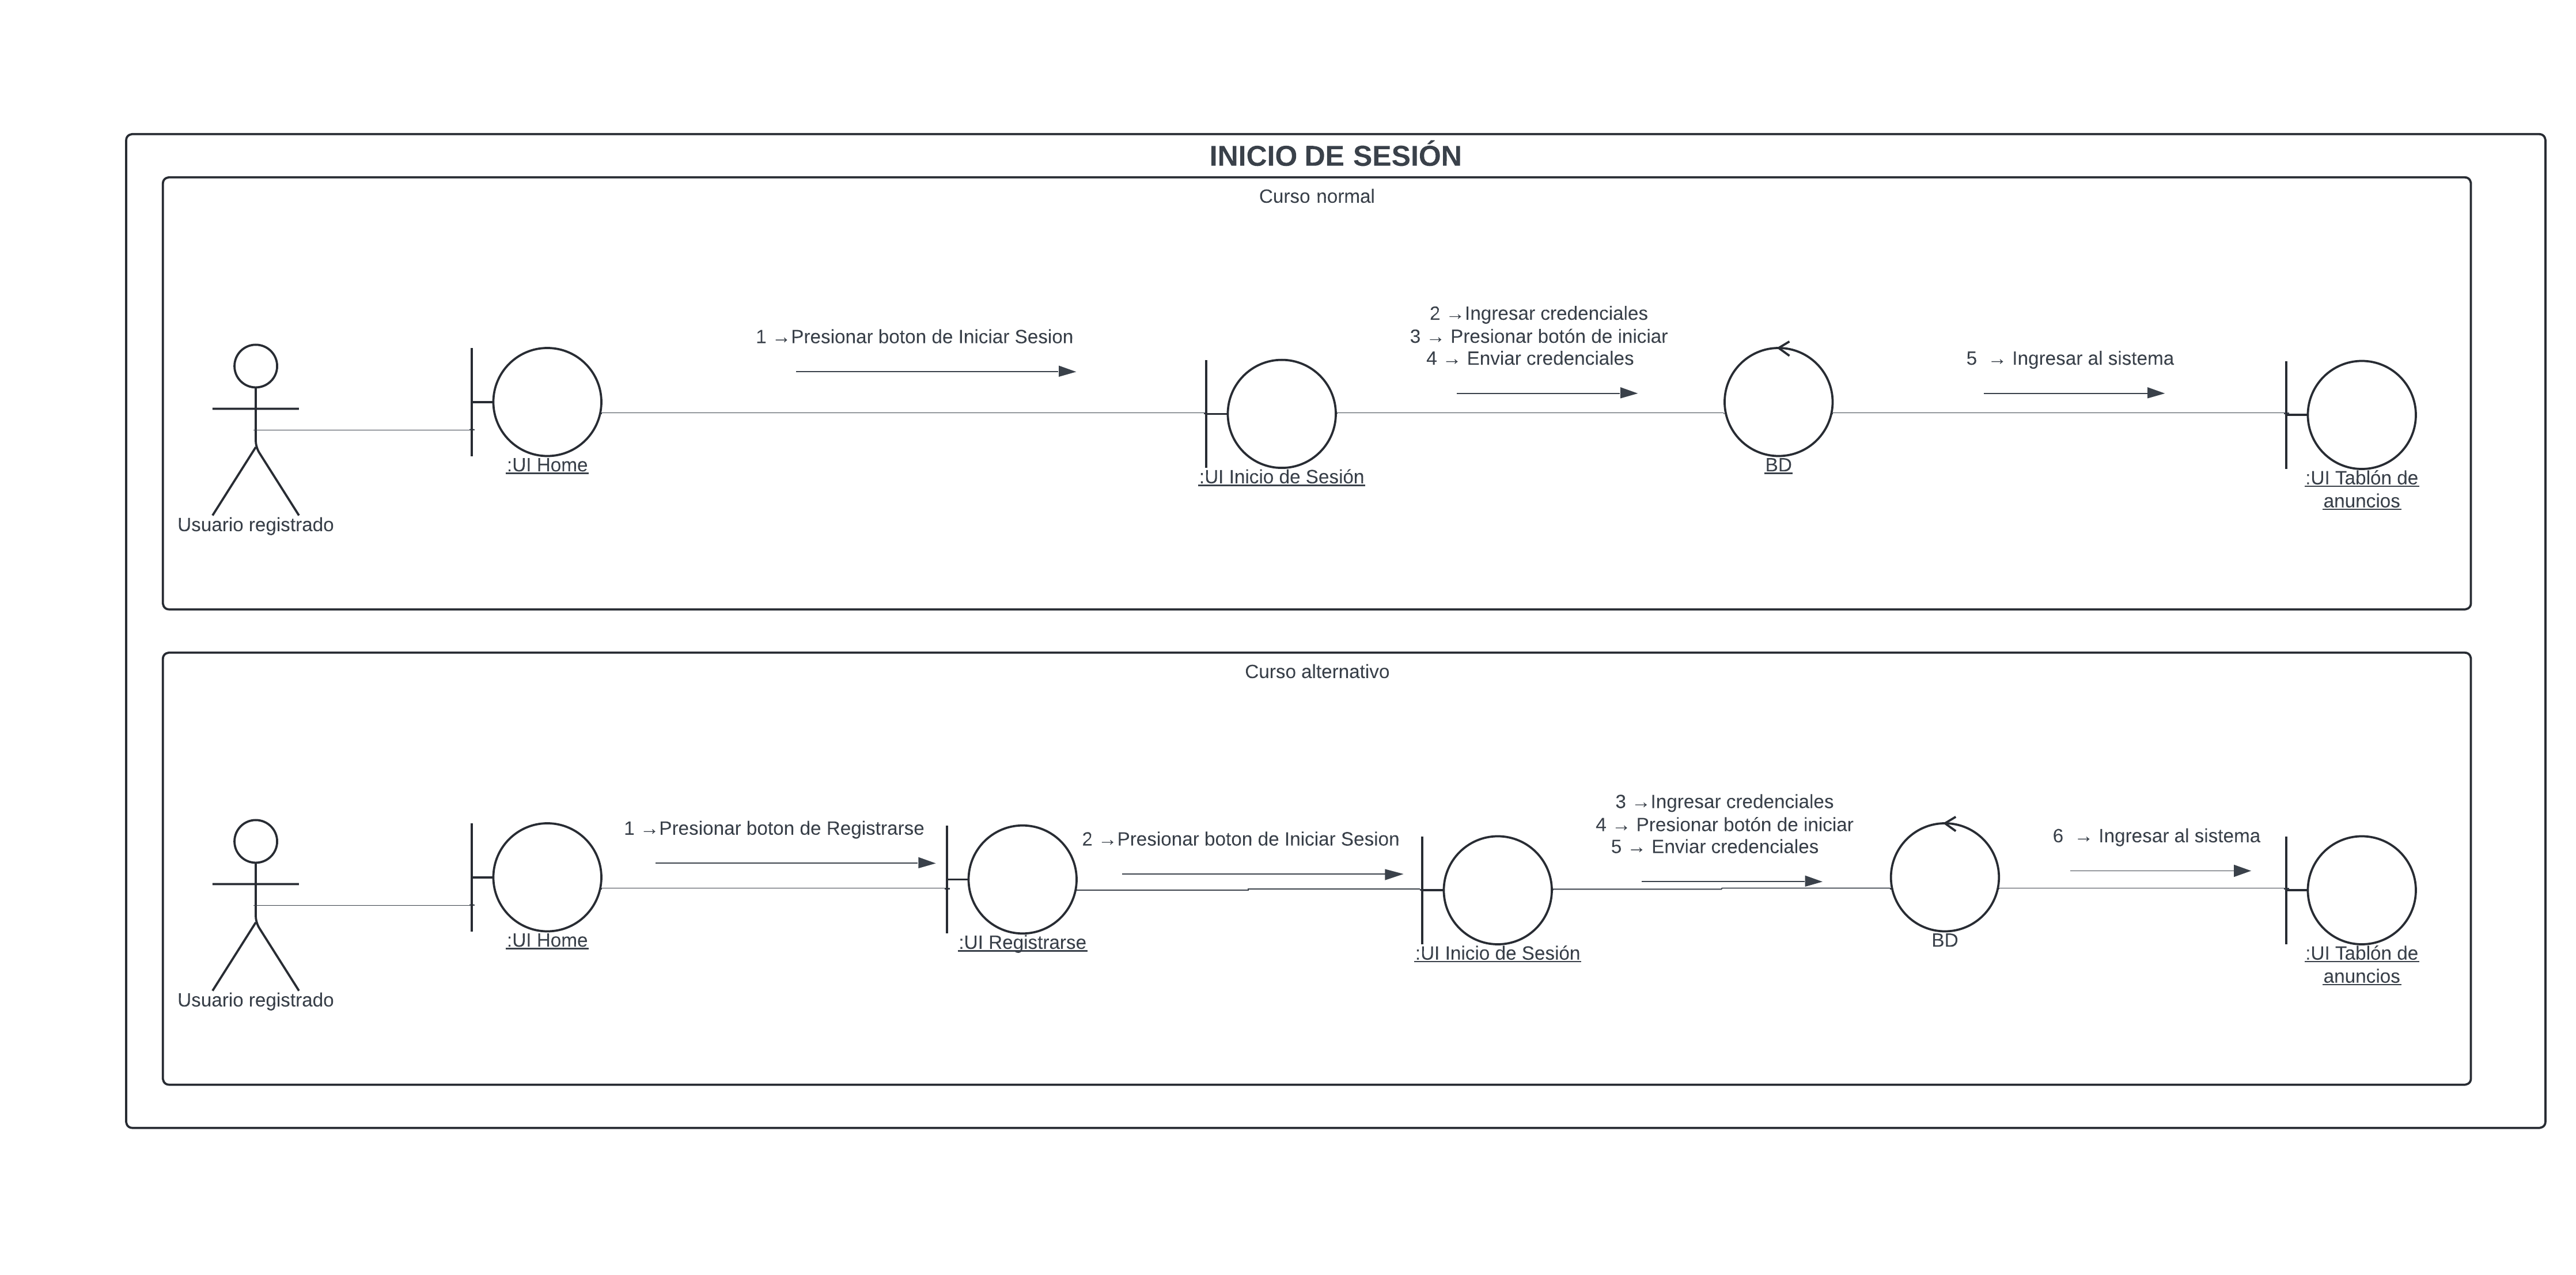 INICIO DE SESIÓN
Curso normal
1 →Presionar boton de Iniciar Sesion
2 →Ingresar credenciales
3 → Presionar botón de iniciar
4 → Enviar credenciales
5 → Ingresar al sistema
:UI Home
:UI Inicio de Sesión
BD
:UI Tablón de
anuncios
Usuario registrado
Curso alternativo
1 →Presionar boton de Registrarse
2 →Presionar boton de Iniciar Sesion
3 →Ingresar credenciales
4 → Presionar botón de iniciar
5 → Enviar credenciales
6 → Ingresar al sistema
:UI Home
:UI Registrarse
:UI Inicio de Sesión
BD
:UI Tablón de
anuncios
Usuario registrado